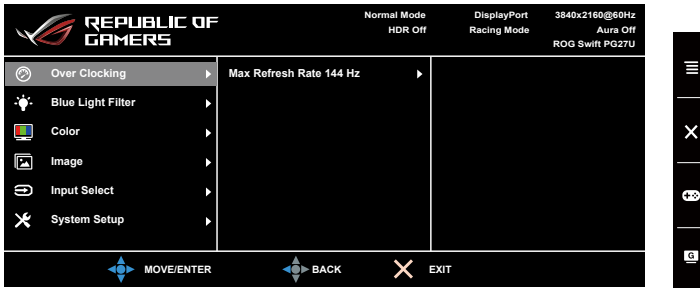 REPUBLIC OF
GAMERS
Normal Mode
HDR Off
DisplayPort
Racing Mode
3840x2160@60Hz
Aura Off
ROG Swift PG27U
Over Clocking
Max Refresh Rate 144 Hz
Blue Light Filter
Color
Image
Input Select
System Setup
MOVE/ENTER
BACK
EXIT
G